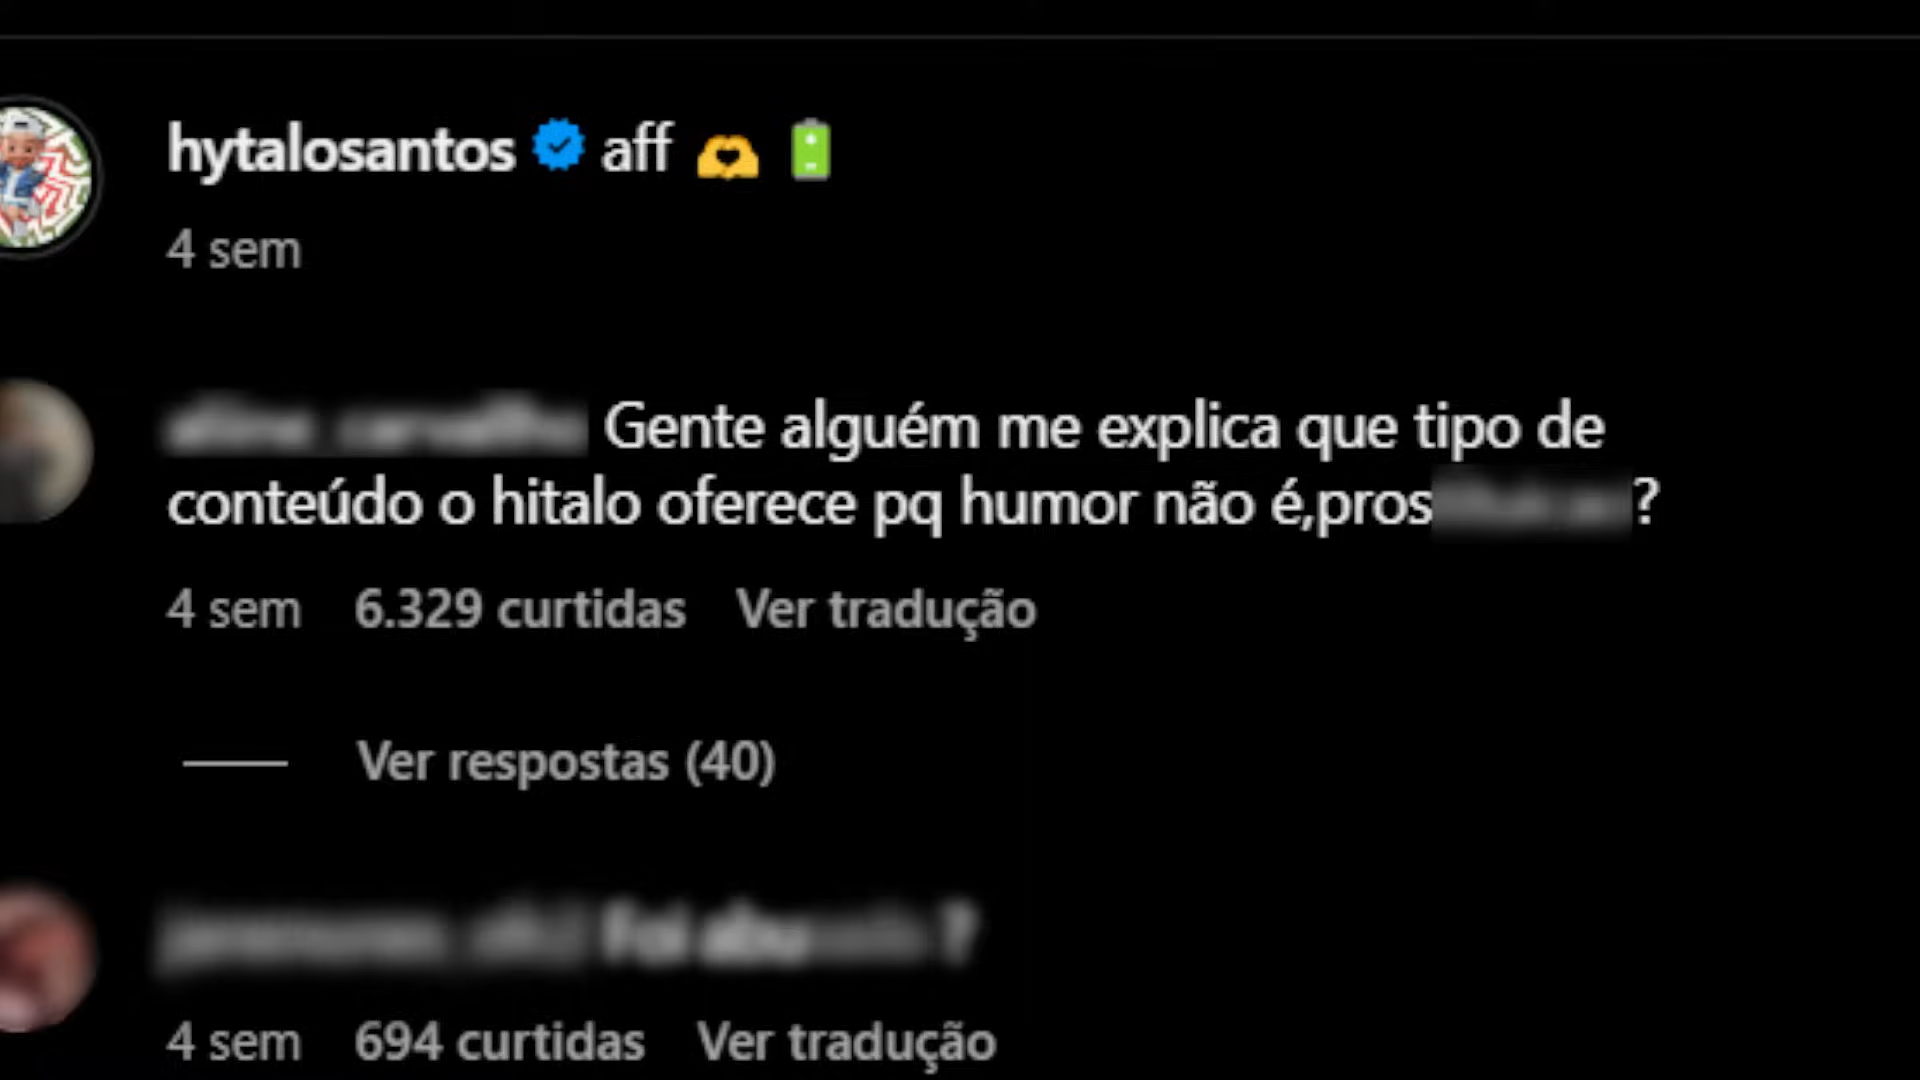 hytalosantos aff 🫶 🔋
4 sem
Gente alguém me explica que tipo de
conteúdo o hitalo oferece pq humor não é,pros ?
4 sem 6.329 curtidas Ver tradução
Ver respostas (40)
Foi ?
4 sem 694 curtidas Ver tradução